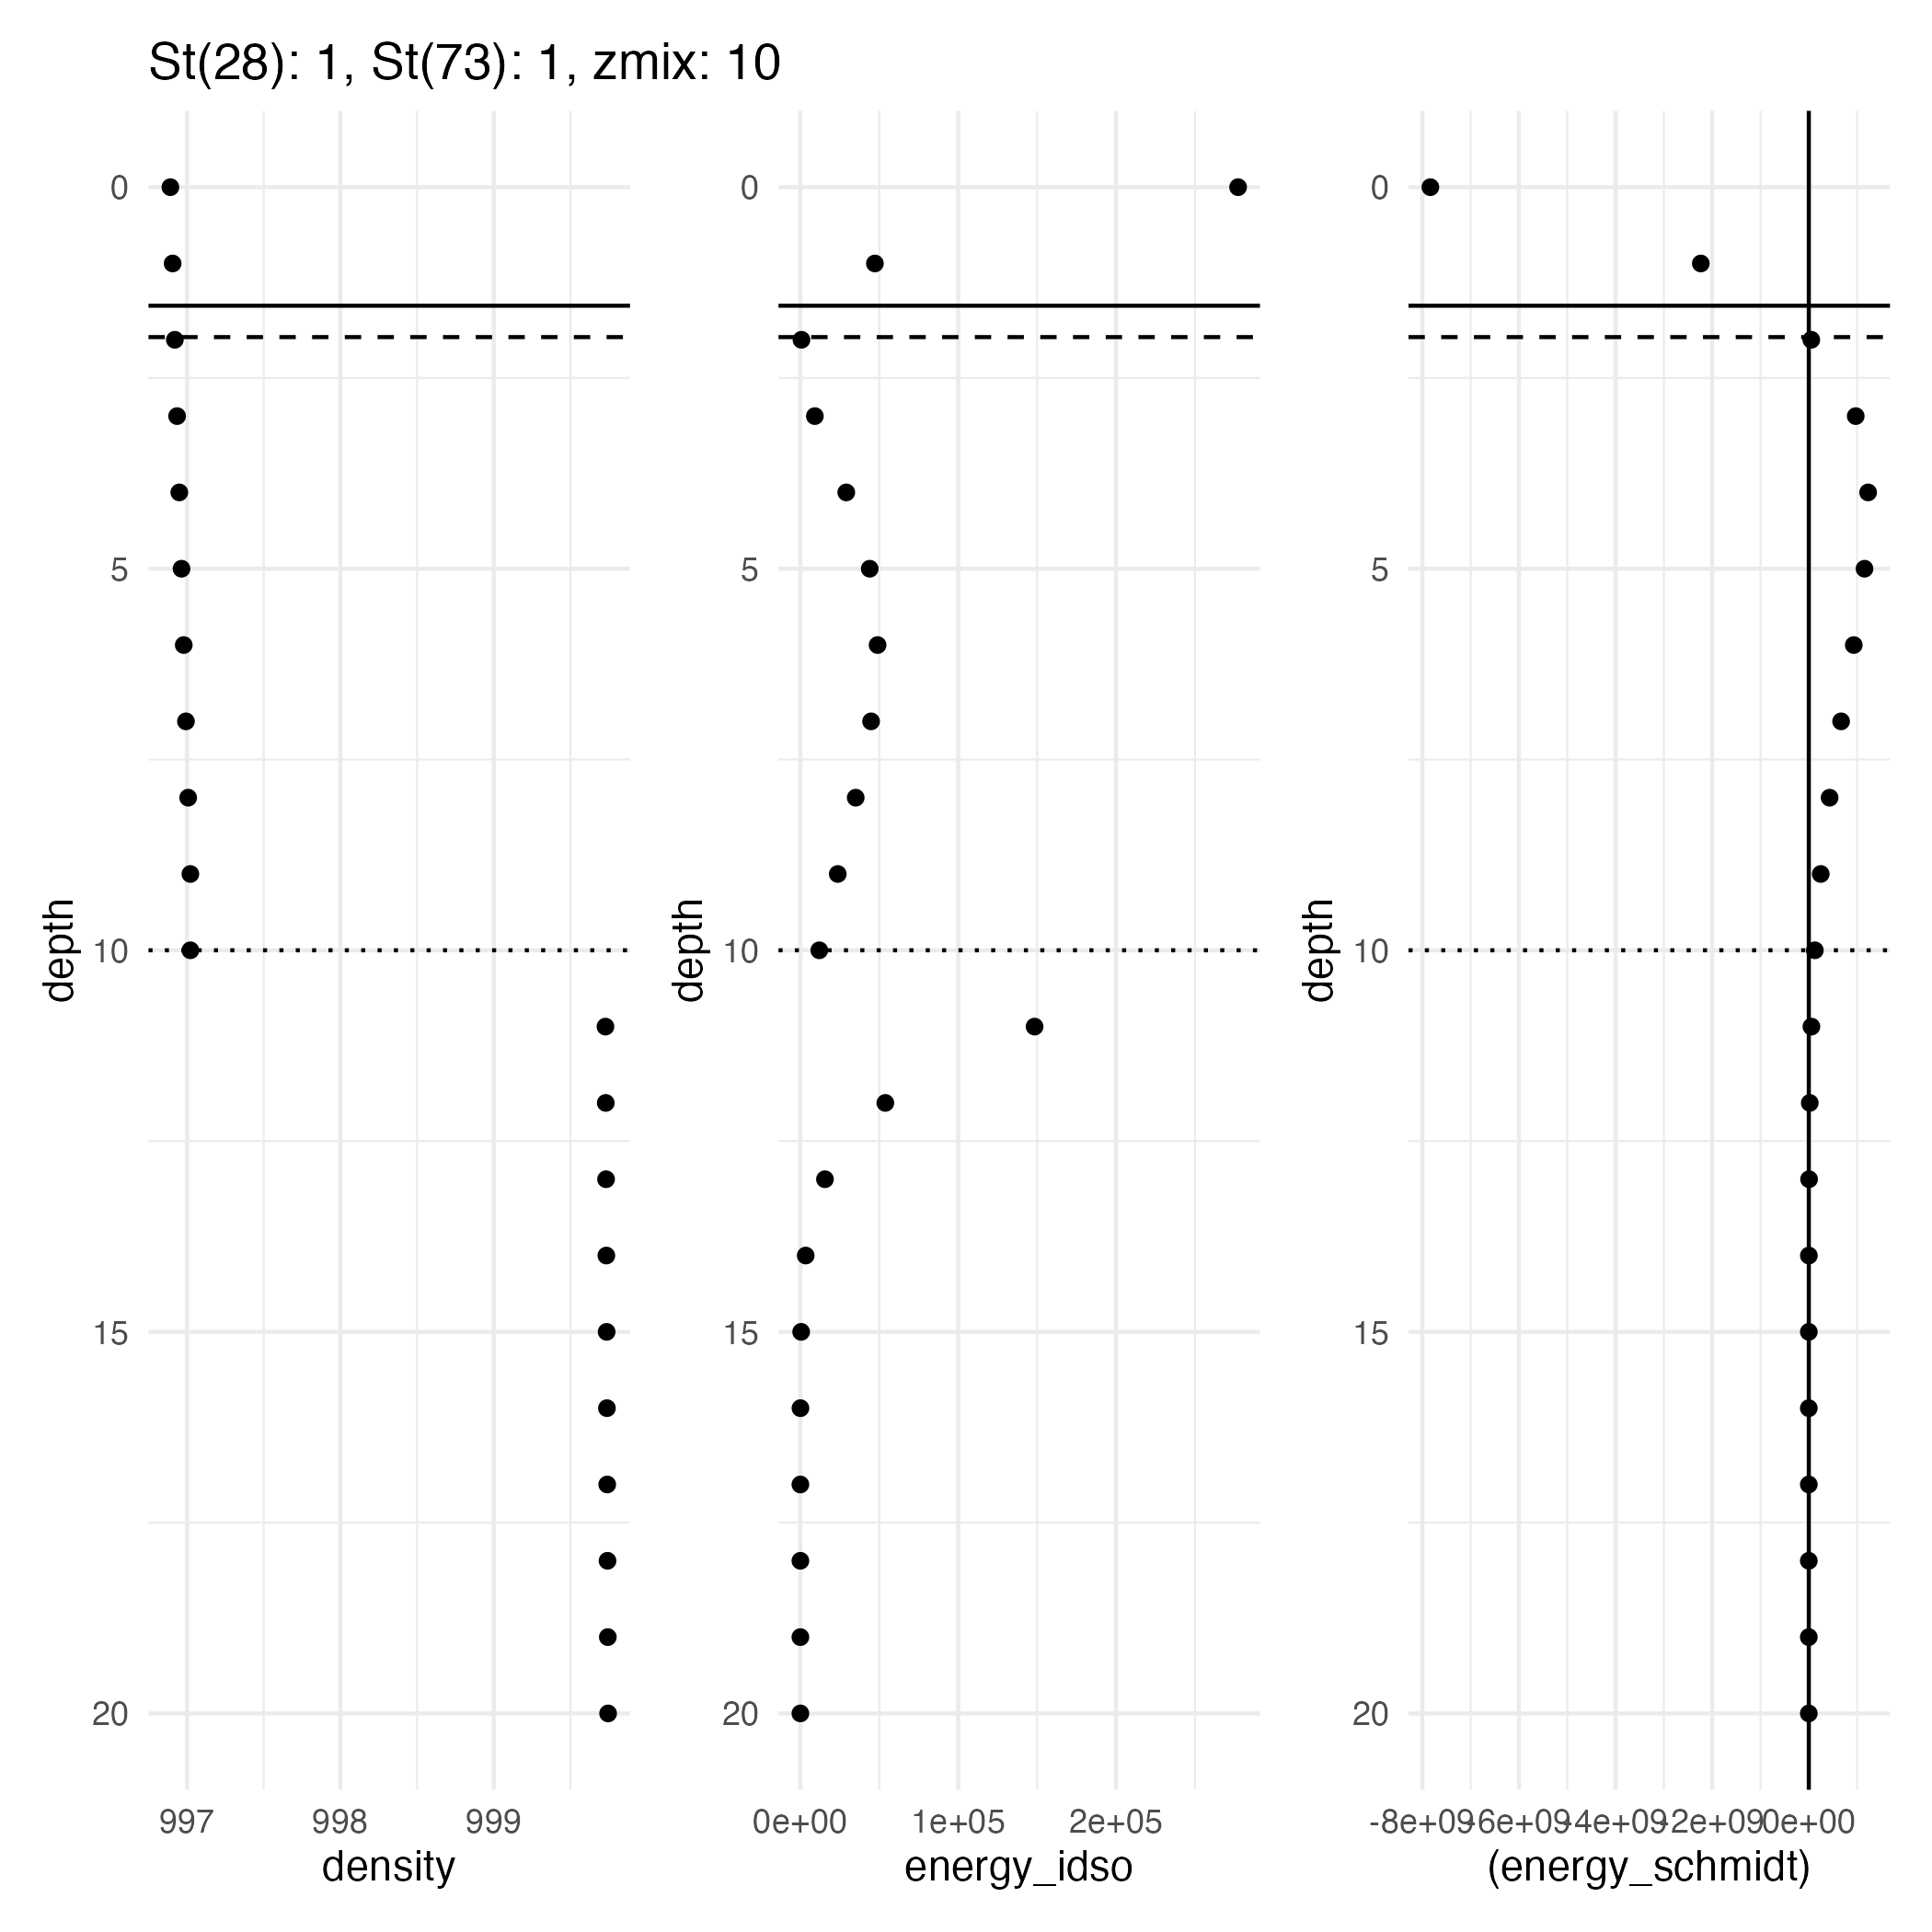 St(28): 1, St(73): 1, zmix: 10
0
5
10
15
20
depth
997 998 999
density
0
5
10
15
20
depth
0e+00 1e+05 2e+05
energy_idso
0
5
10
15
20
depth
-8e+09 -6e+09 -4e+09 -2e+09 0e+00
(energy_schmidt)